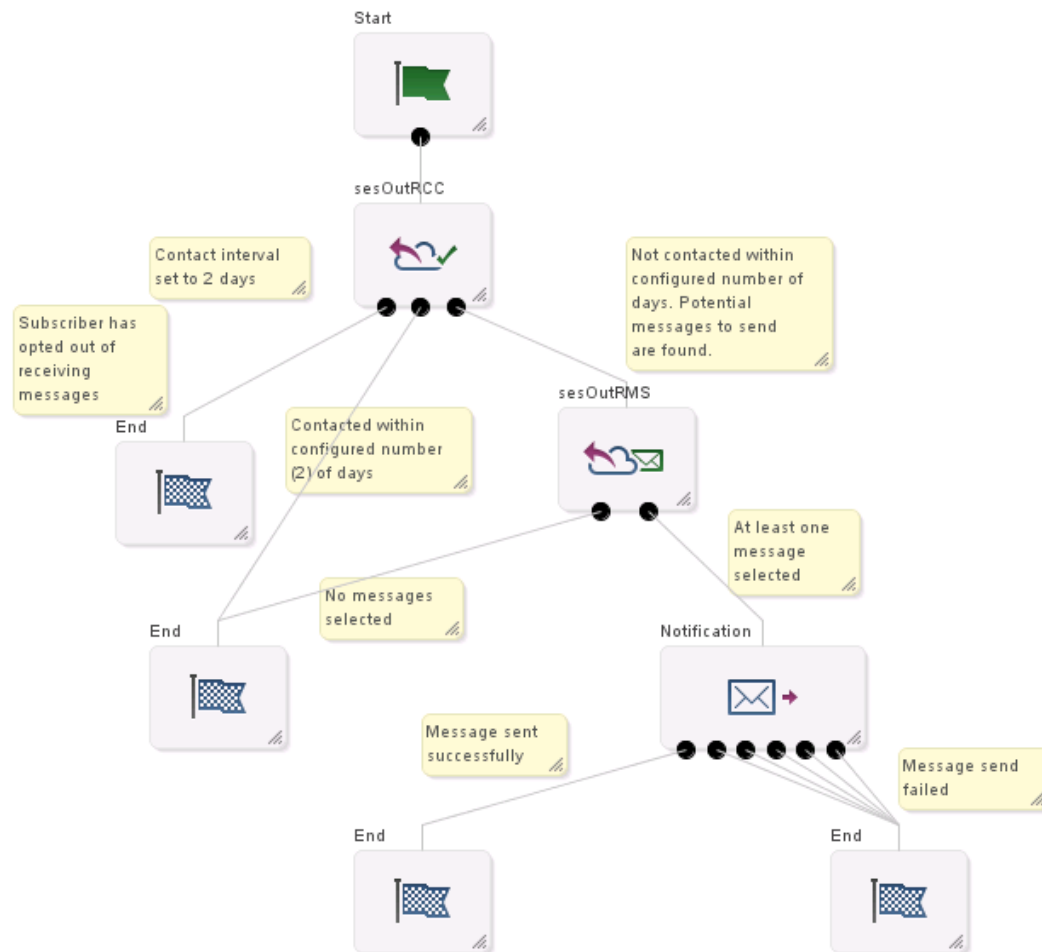 Start
sesOutRCC
Contact interval
set to 2 days
Not contacted within
configured number of
days. Potential
messages to send
are found.
Subscriber has
opted out of
receiving
messages
sesOutRMS
End
Contacted within
configured number
(2) of days
At least one
message
selected
No messages
selected
End
Notification
Message sent
successfully
Message send
failed
End
End